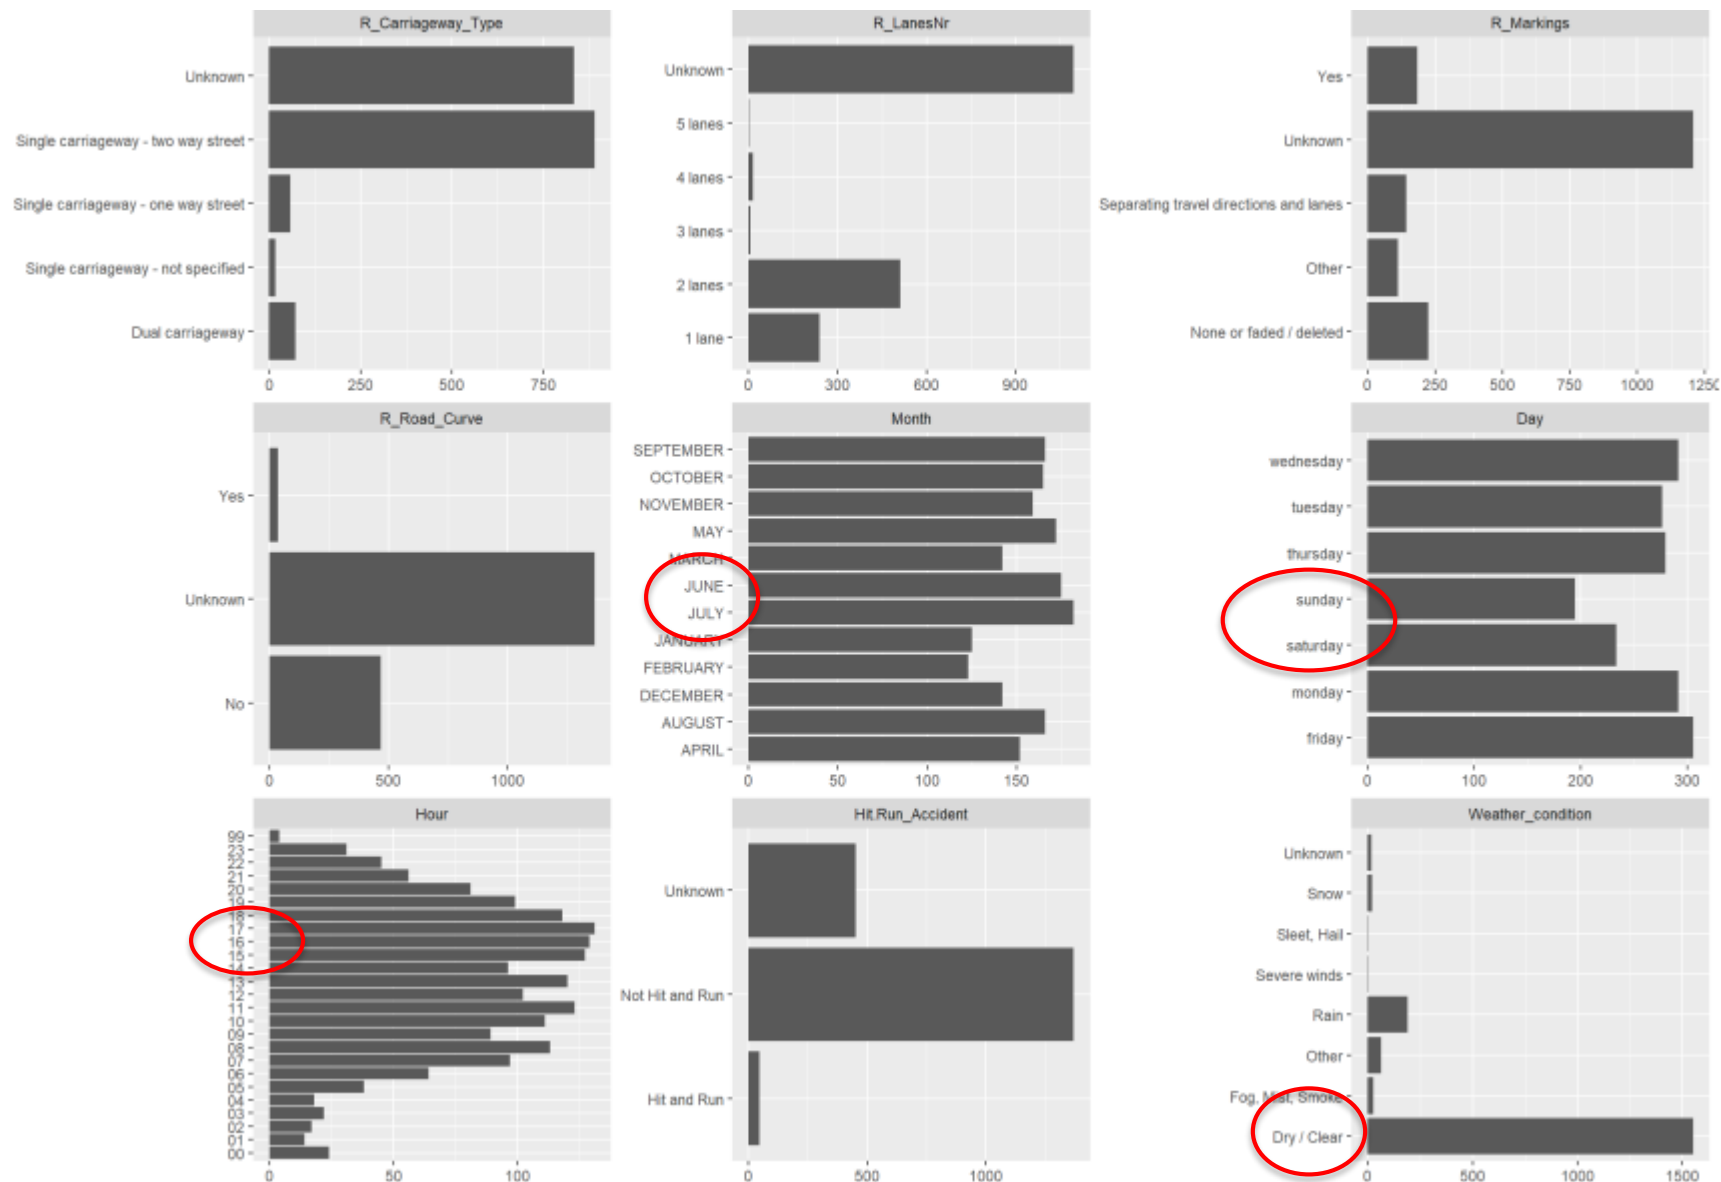 R_Carriageway_Type
Unknown
Single carriageway - two way street
Single carriageway - one way street
Single carriageway - not specified
Dual carriageway
0 250 500 750
R_LanesNr
Unknown
5 lanes
4 lanes
3 lanes
2 lanes
1 lane
0 300 600 900
R_Markings
Yes
Unknown
Separating travel directions and lanes
Other
None or faded / deleted
0 250 500 750 1000 1250
R_Road_Curve
Yes
Unknown
No
0 500 1000
Month
SEPTEMBER
OCTOBER
NOVEMBER
MAY
MARCH
JUNE
JULY
JANUARY
FEBRUARY
DECEMBER
AUGUST
APRIL
0 50 100 150
Day
wednesday
tuesday
thursday
sunday
saturday
monday
friday
0 100 200 300
Hour
99
23
22
21
20
19
18
17
16
15
14
13
12
11
10
09
08
07
06
05
04
03
02
01
00
0 50 100
Hit.Run_Accident
Unknown
Not Hit and Run
Hit and Run
0 500 1000
Weather_condition
Unknown
Snow
Sleet, Hail
Severe winds
Rain
Other
Fog, Mist, Smoke
Dry / Clear
0 500 1000 1500